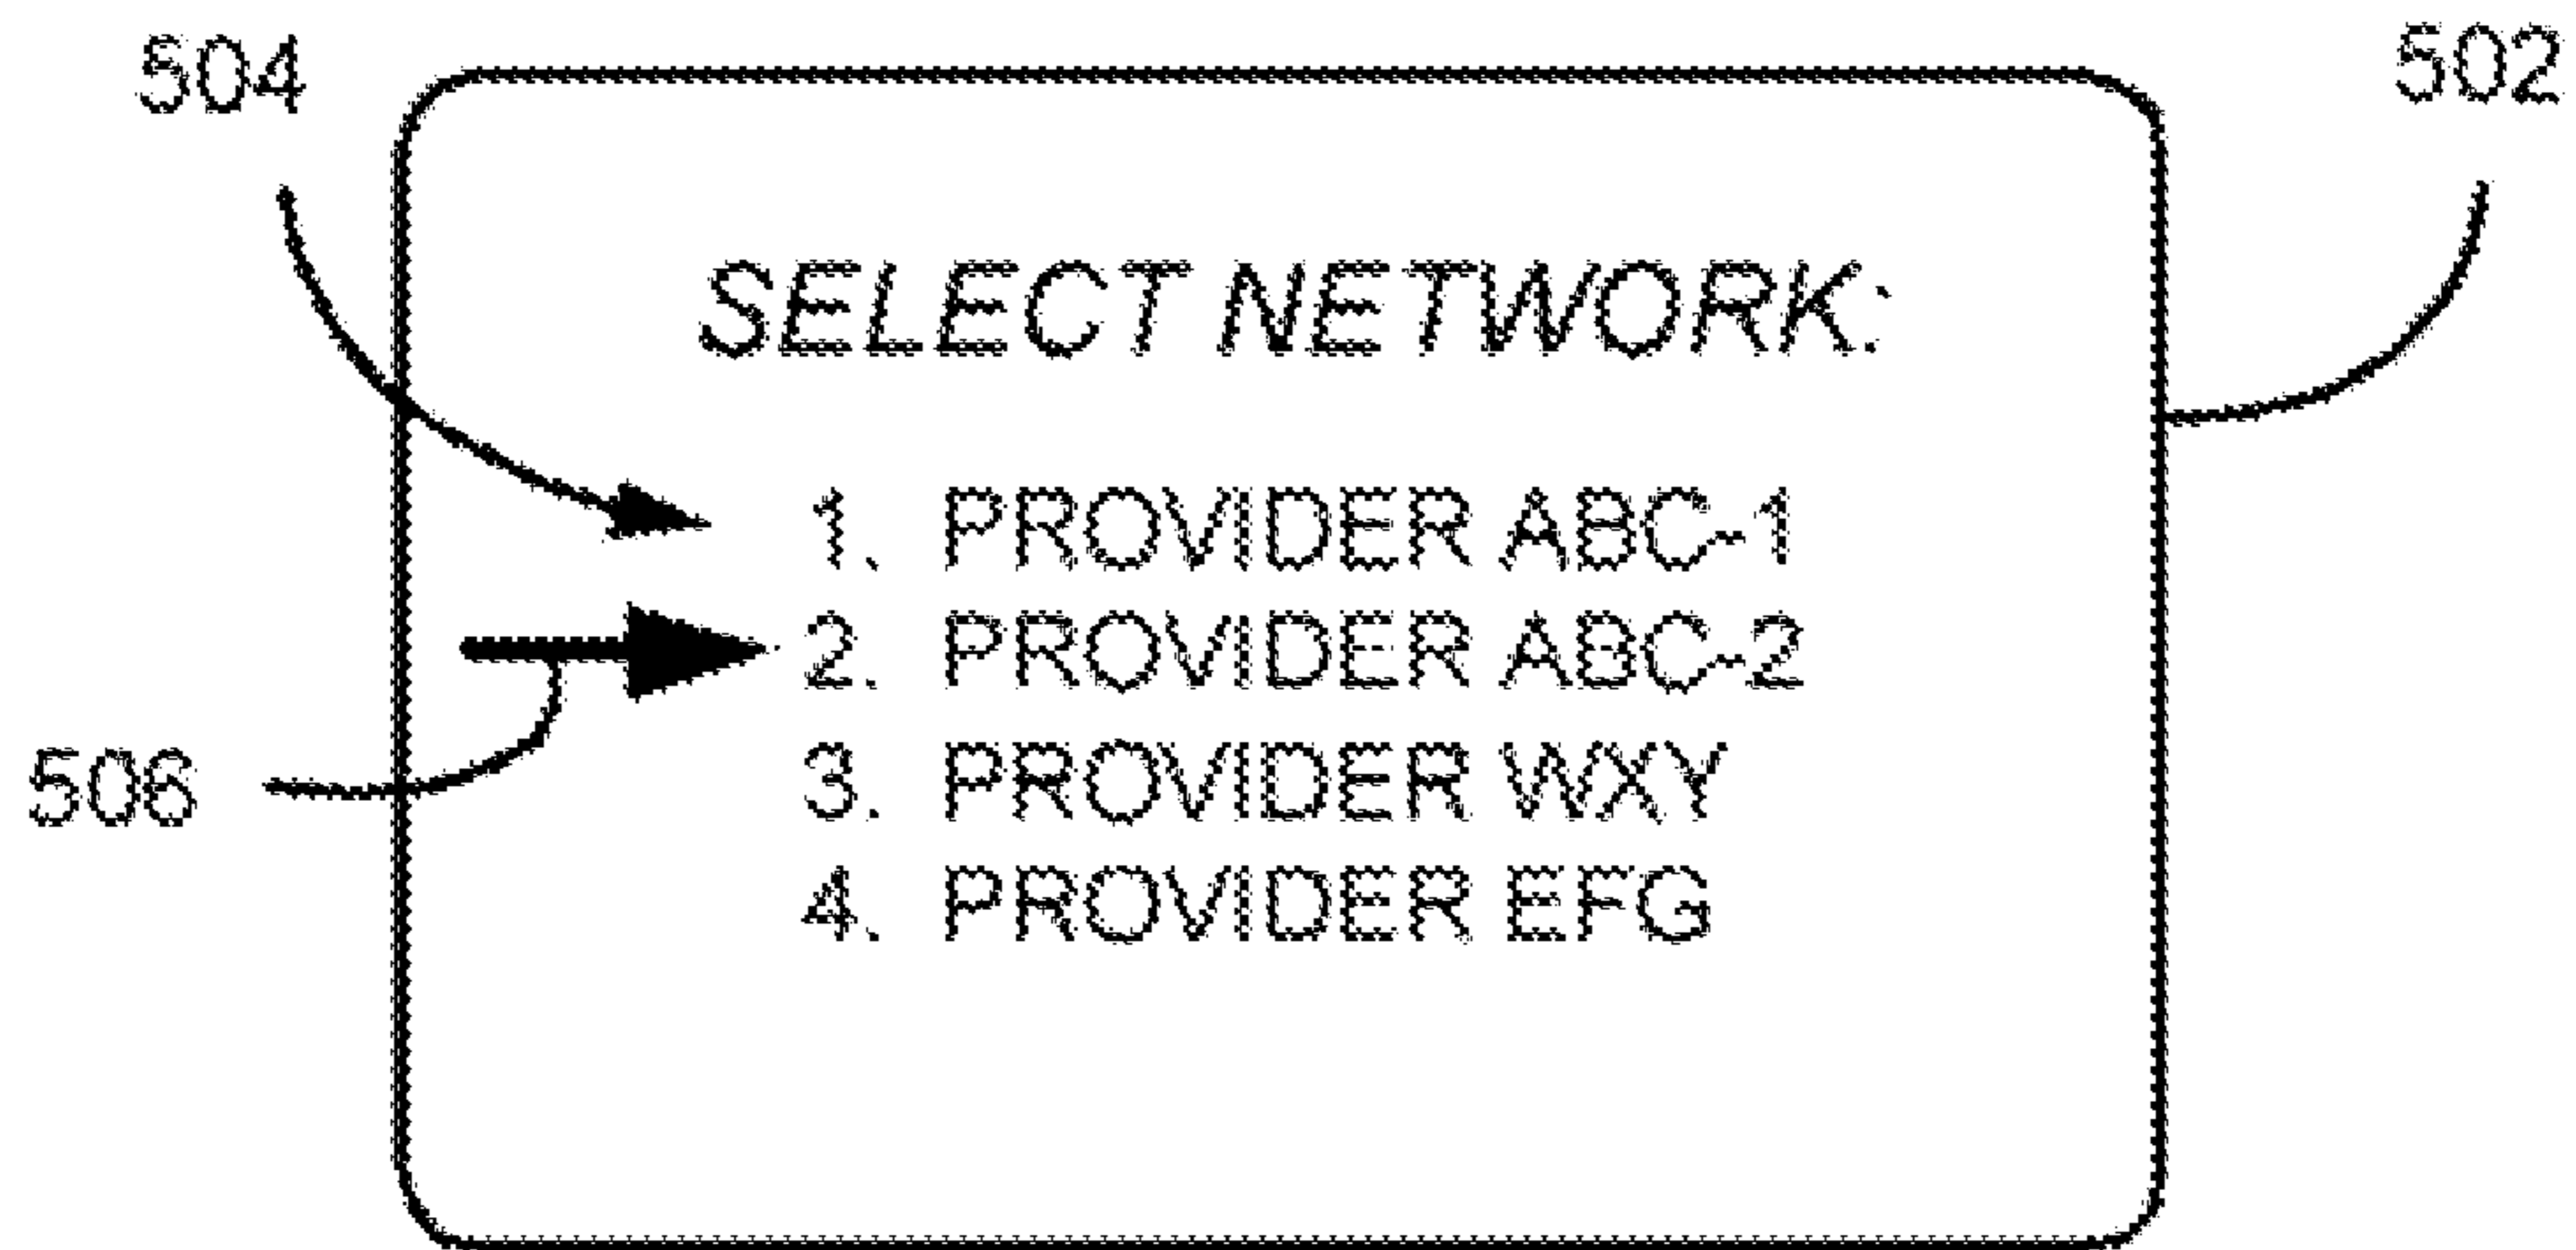 504
502
SELECT NETWORK:
1. PROVIDER ABC-1
2. PROVIDER ABC-2
3. PROVIDER WXY
506
4. PROVIDER EFG